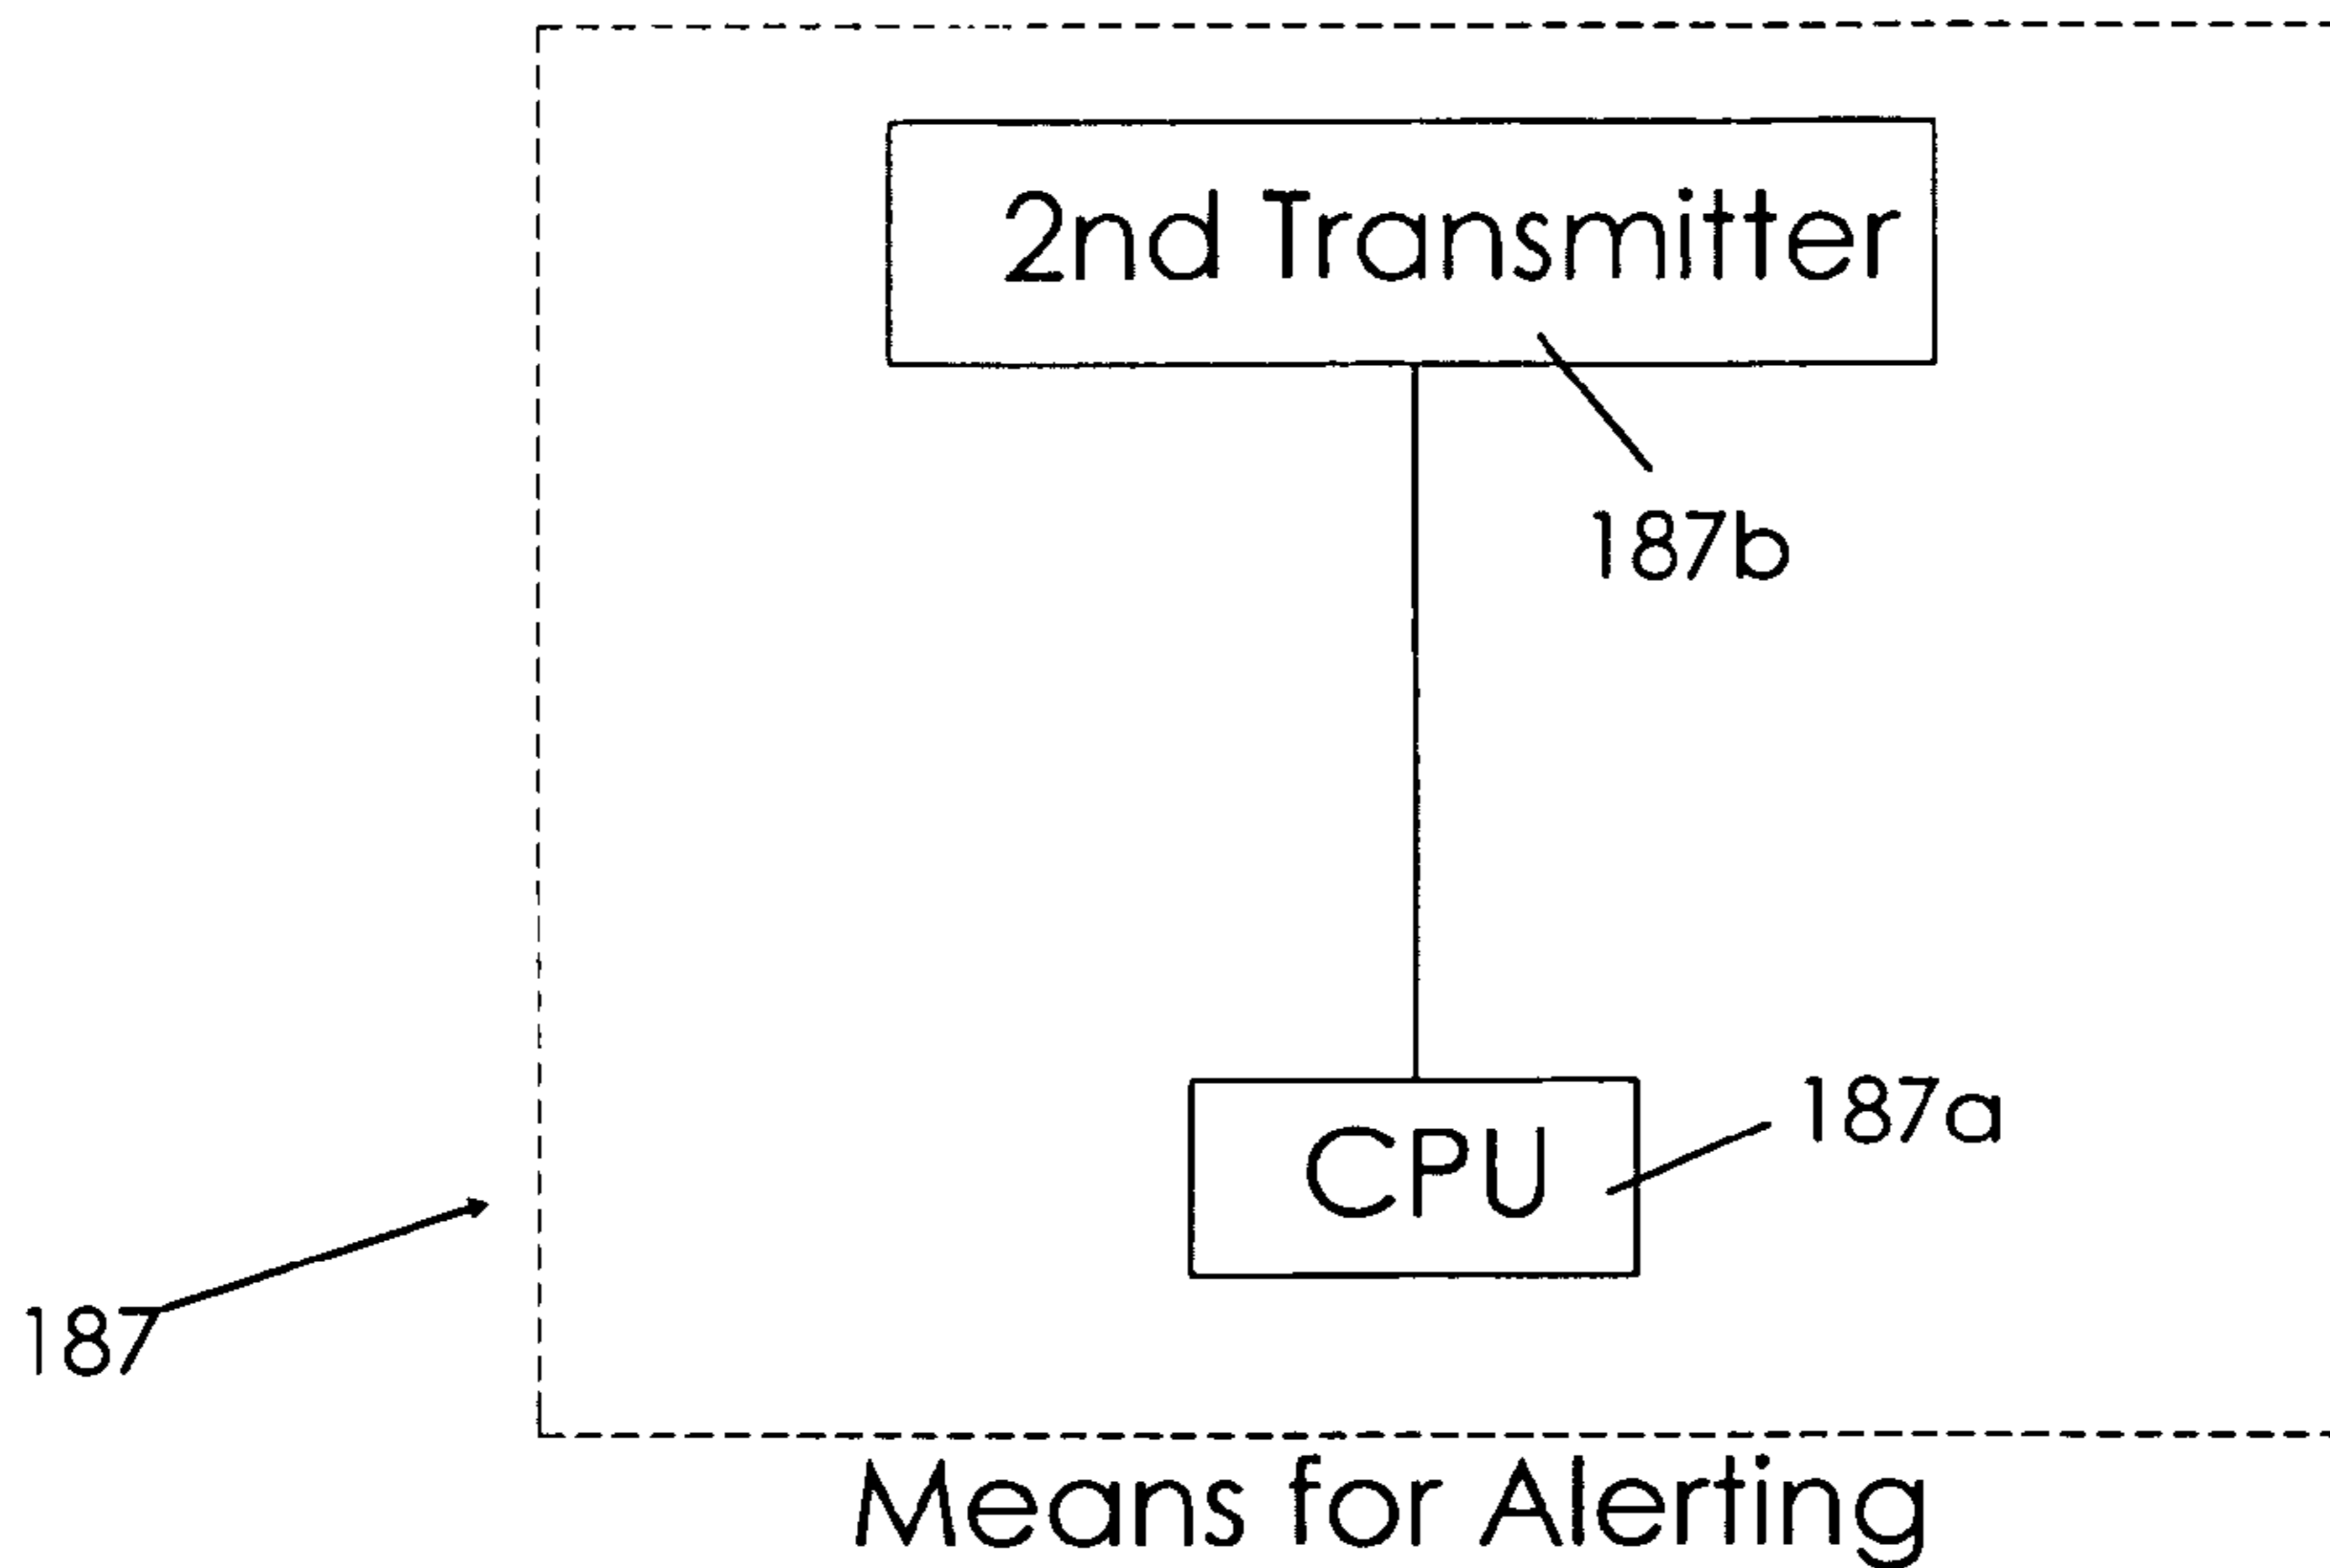 2nd Transmitter
187b
187a
CPU
187
Means for Alerting